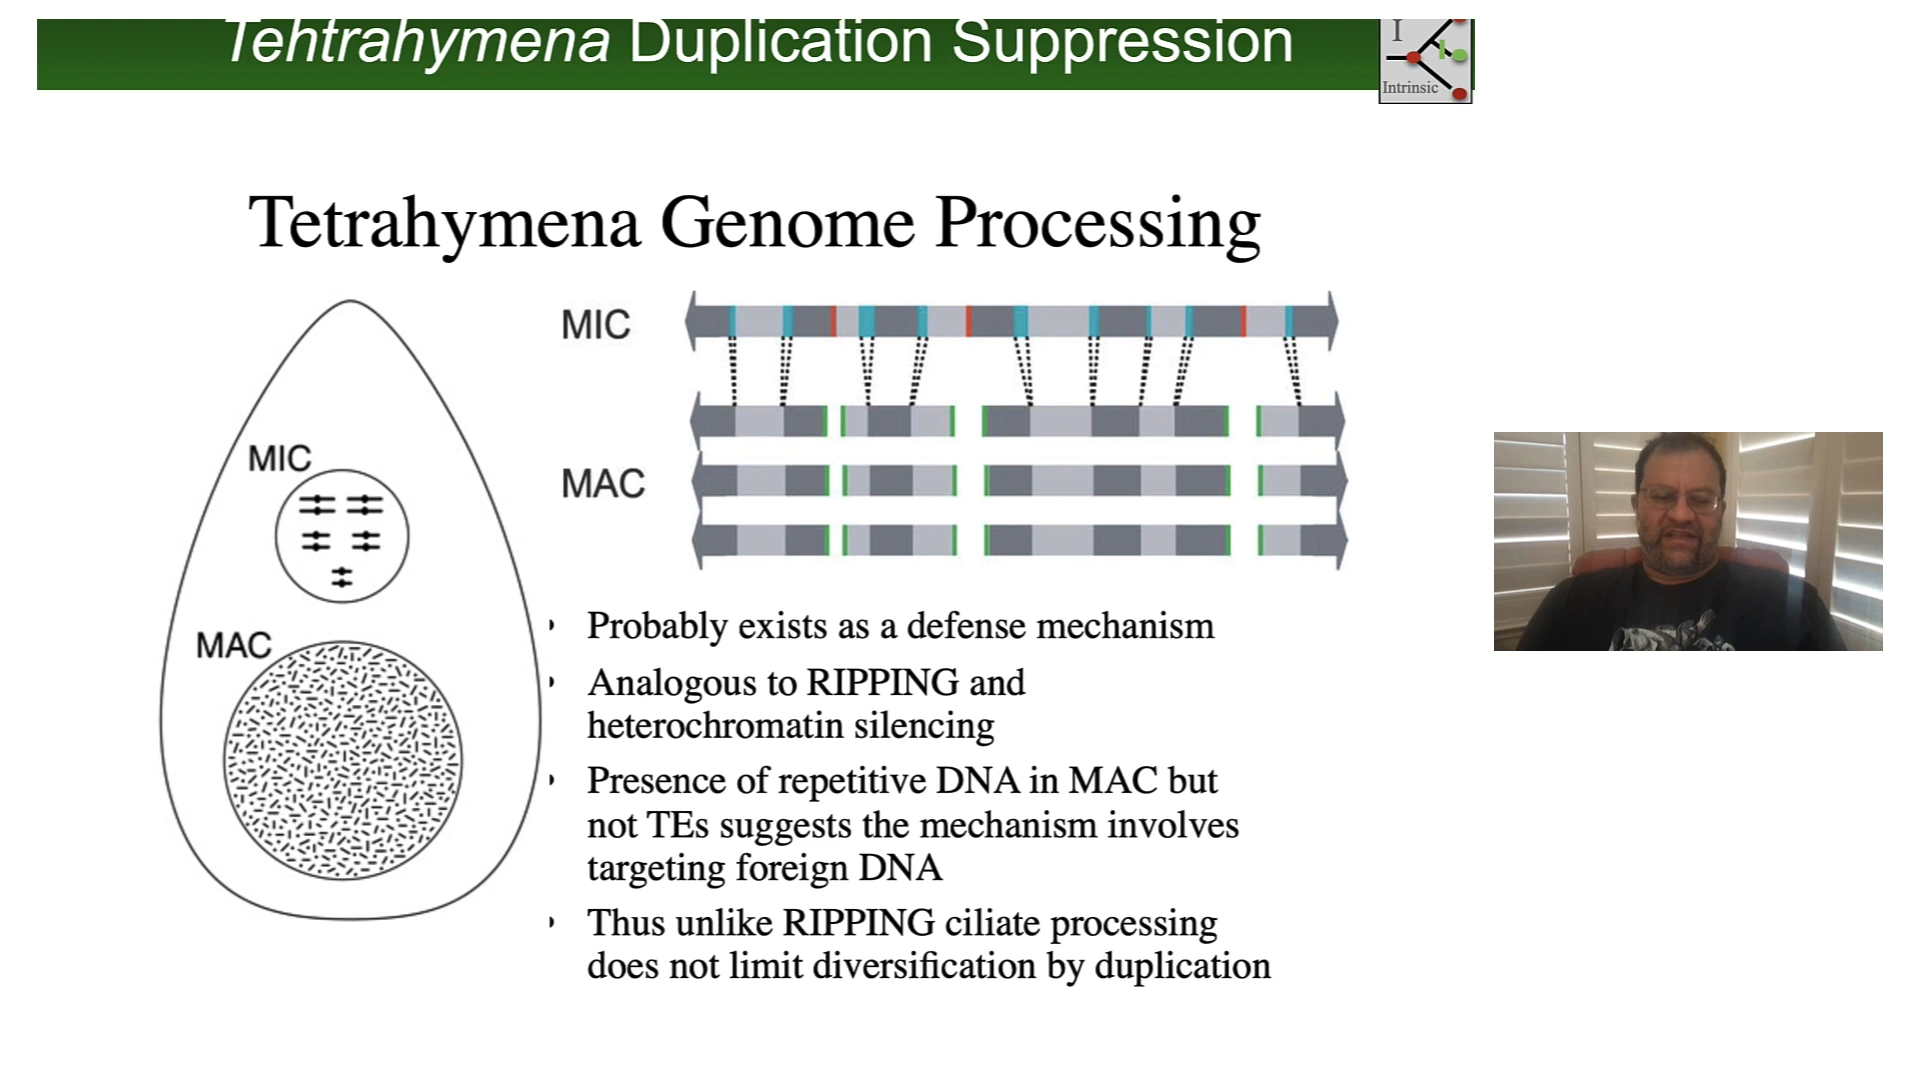 Tehtrahymena Duplication Suppression
I
I
Intrinsic
Tetrahymena Genome Processing
MIC
MAC
MIC
MAC
• Probably exists as a defense mechanism
• Analogous to RIPPING and
heterochromatin silencing
• Presence of repetitive DNA in MAC but
not TEs suggests the mechanism involves
targeting foreign DNA
• Thus unlike RIPPING ciliate processing
does not limit diversification by duplication